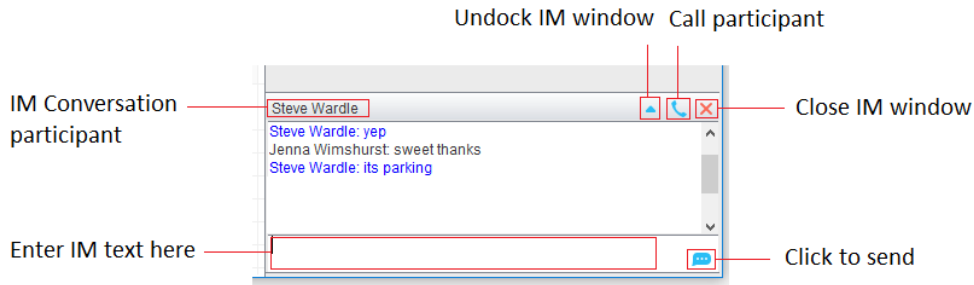 Undock IM window Call participant
IM Conversation
participant
Steve Wardle
Close IM window
Steve Wardle: yep
Jenna Wimshurst: sweet thanks
Steve Wardle: its parking
Enter IM text here
Click to send